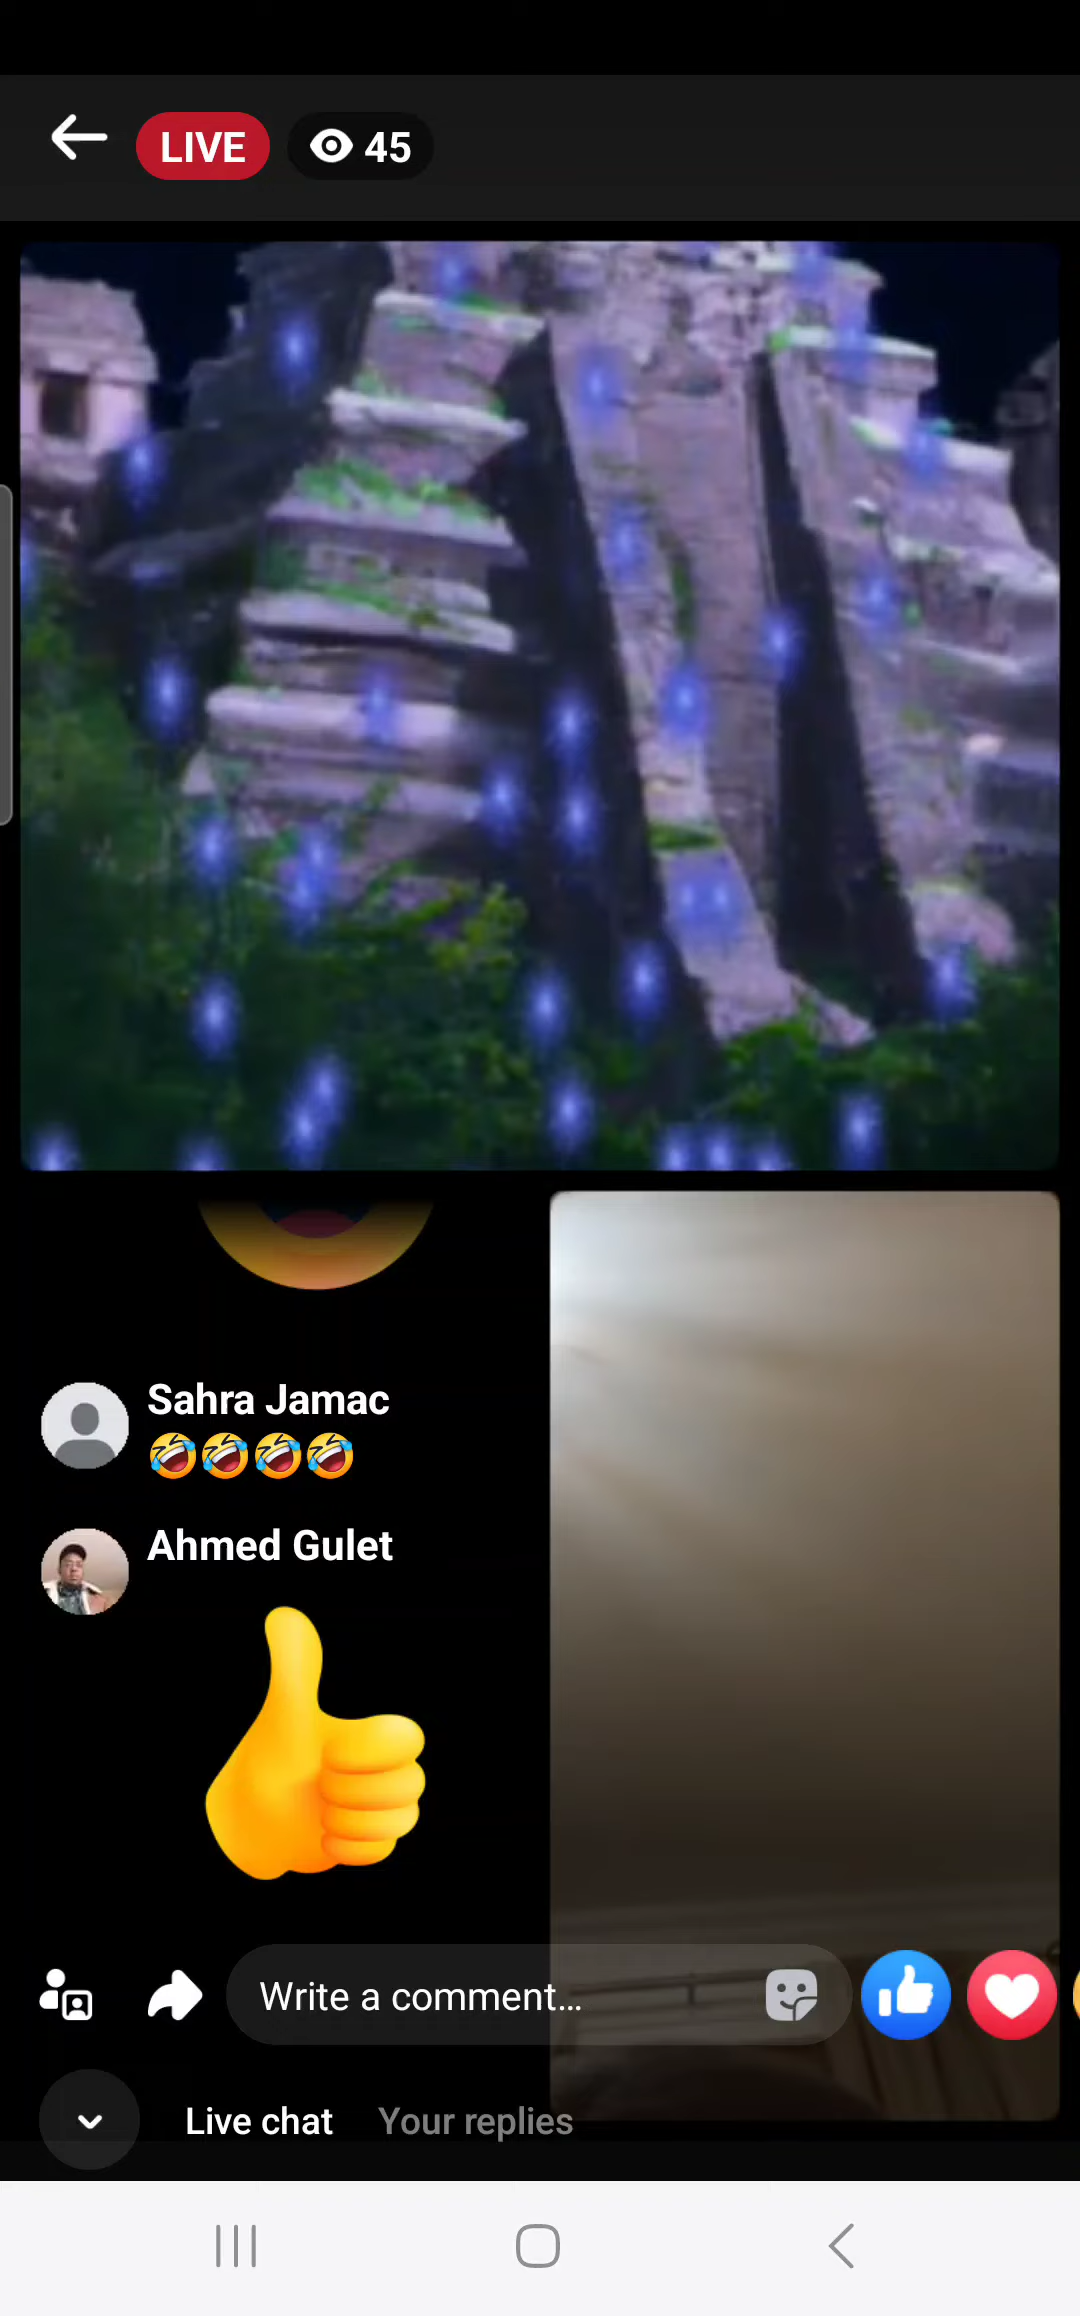 LIVE 45
Sahra Jamac
🤣🤣🤣🤣
Ahmed Gulet
Write a comment...
Live chat Your replies